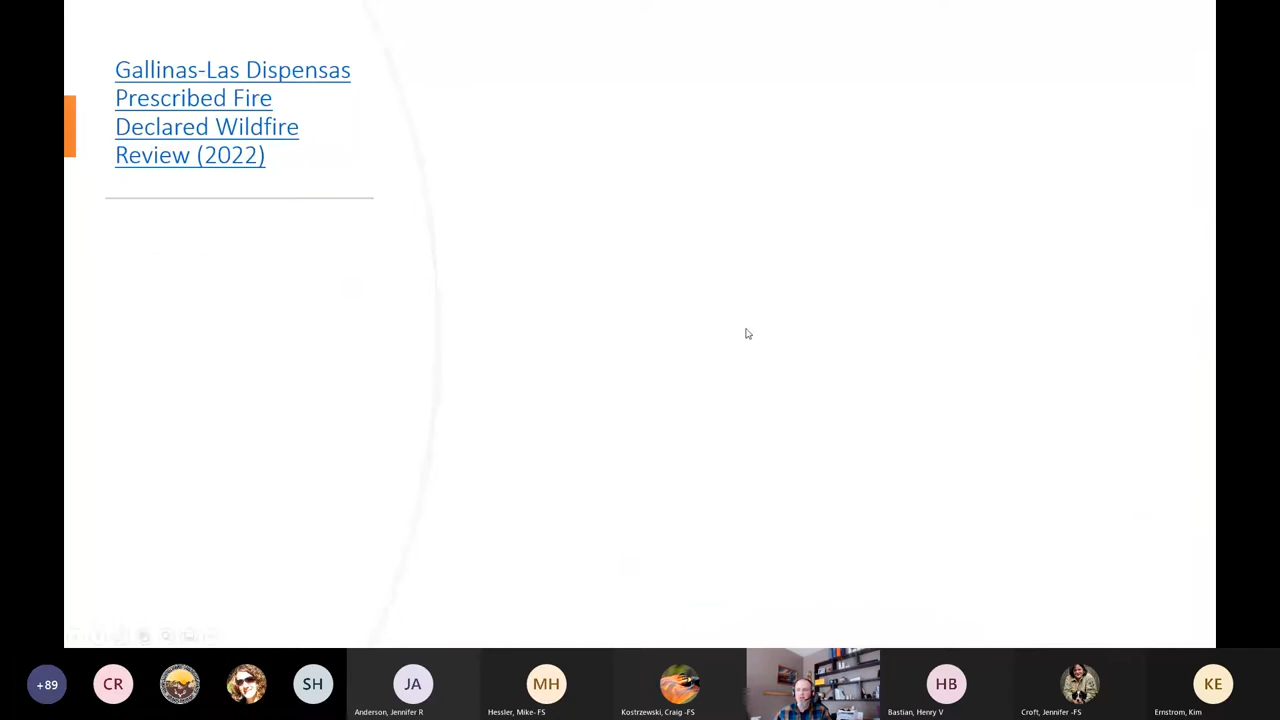 Gallinas-Las Dispensas
Prescribed Fire
Declared Wildfire
Review (2022)
+89
CR
SH
JA
MH
HB
KE
Anderson, Jennifer R
Hessler, Mike- FS
Kostrzewski, Craig -FS
Bastian, Henry V
Croft, Jennifer -FS
Ernstrom, Kim